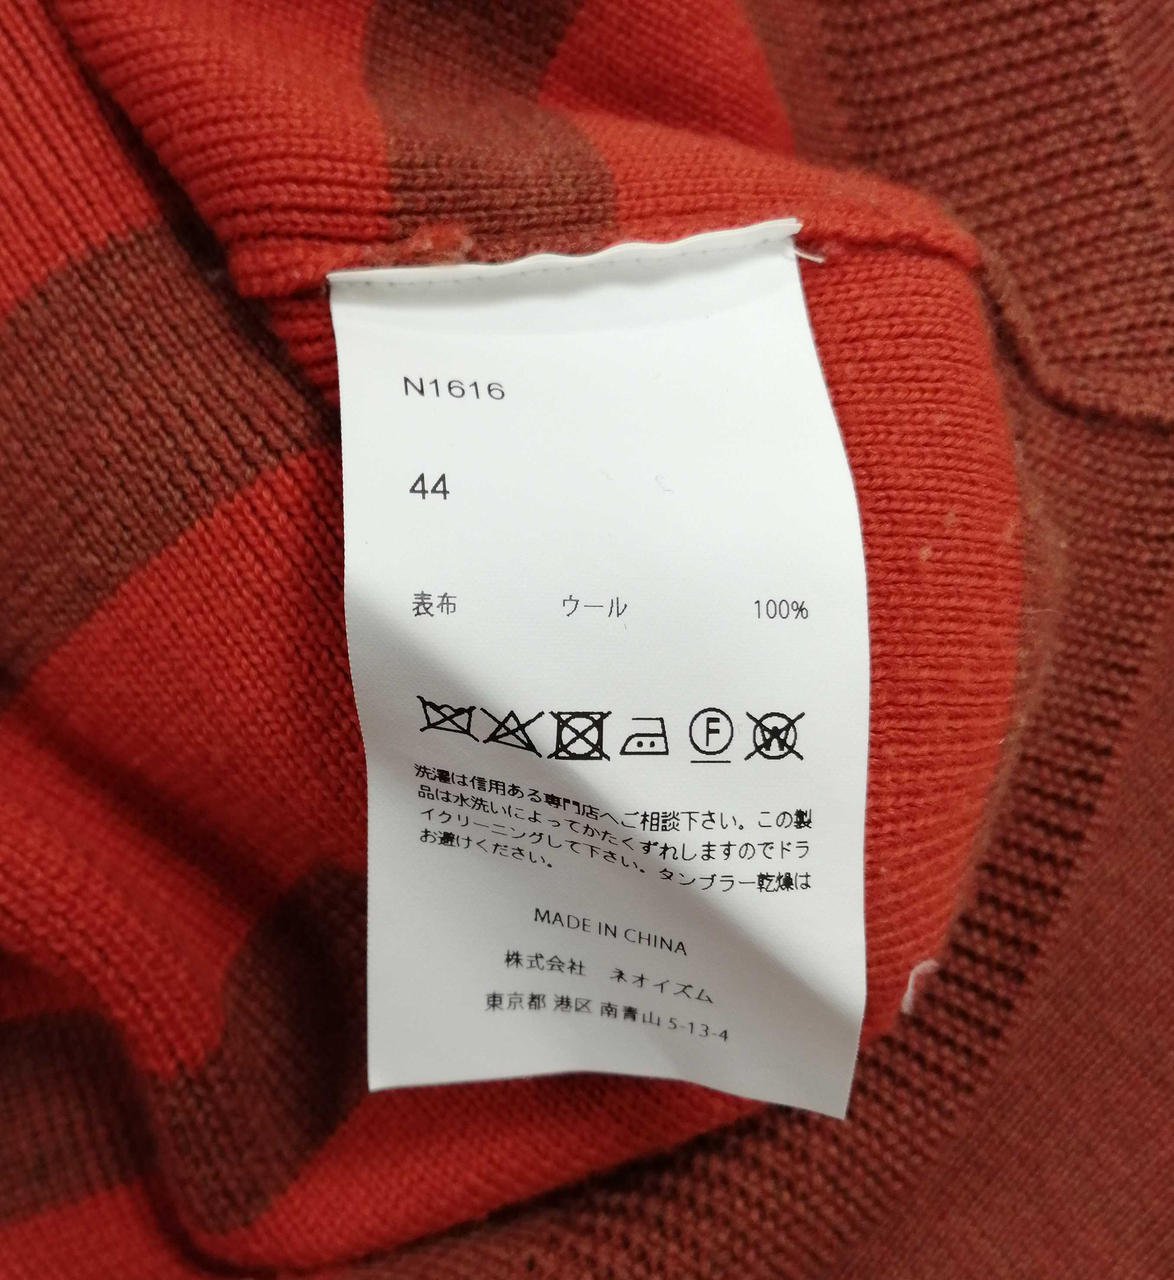 N1616
44
表布 ウール 100%
F W
洗濯は信用ある専門店へご相談下さい。この製
品は水洗いによってかたくずれしますのでドラ
イクリーニングして下さい。タンブラー乾燥は
お避けください。
MADE IN CHINA
株式会社 ネオイズム
東京都 港区 南青山 5-13-4